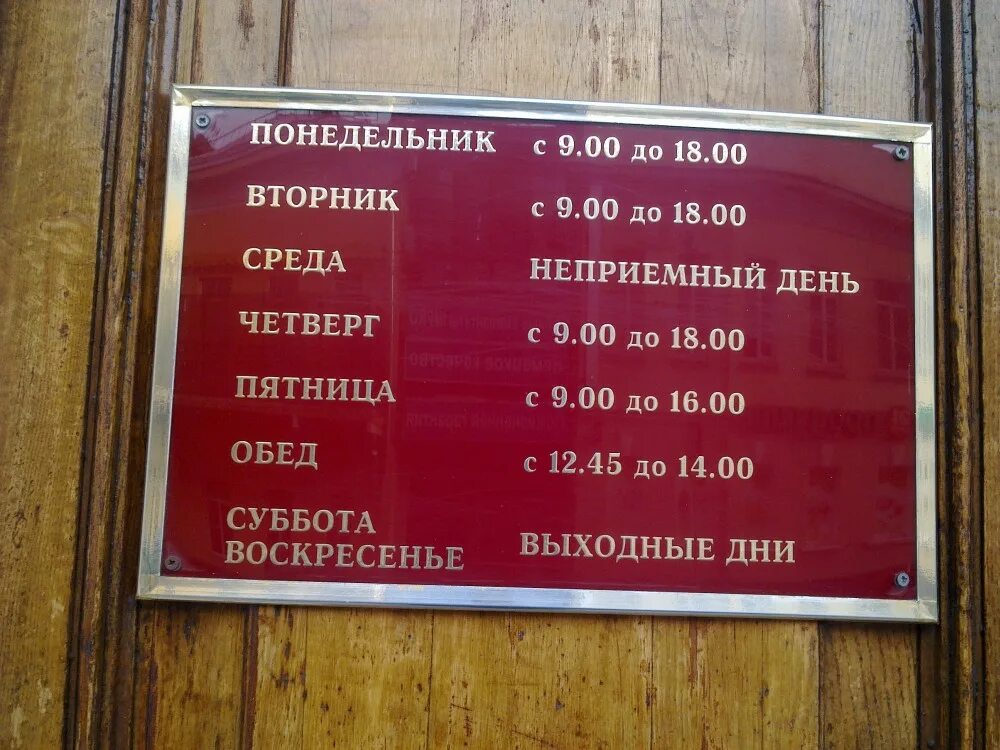 ПОНЕДЕЛЬНИК с 9.00 до 18.00
ВТОРНИК с 9.00 до 18.00
СРЕДА НЕПРИЕМНЫЙ ДЕНЬ
ЧЕТВЕРГ с 9.00 до 18.00
ПЯТНИЦА с 9.00 до 16.00
ОБЕД с 12.45 до 14.00
СУББОТА
ВОСКРЕСЕНЬЕ ВЫХОДНЫЕ ДНИ